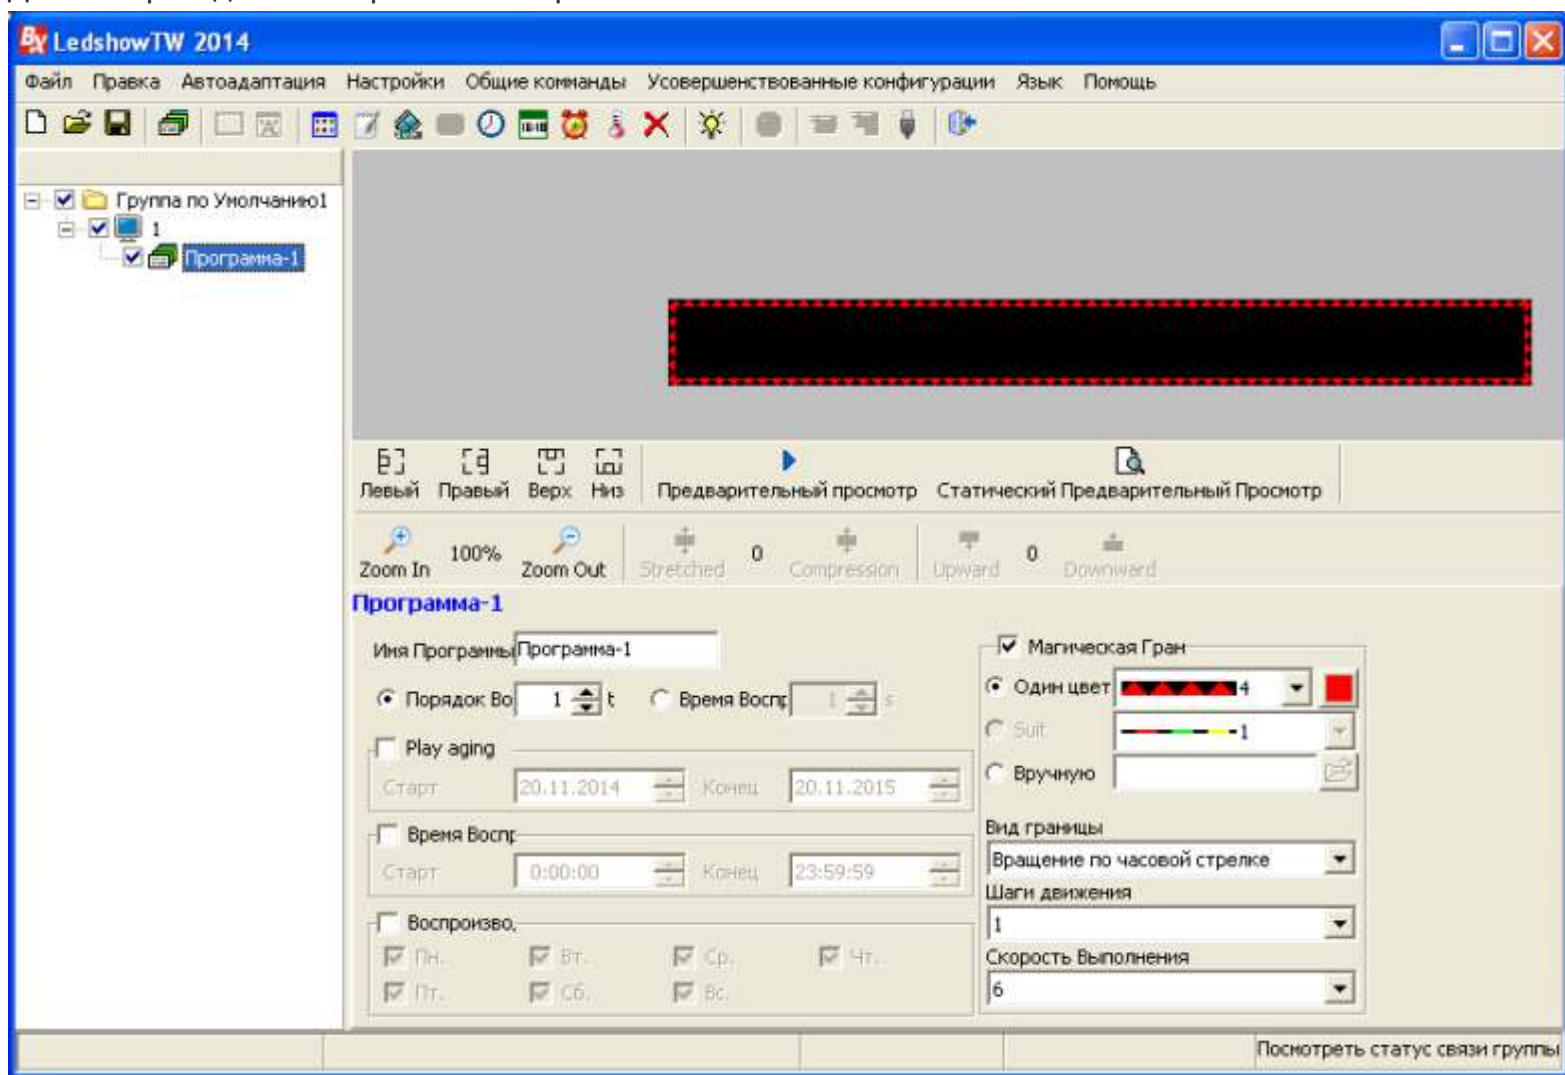 LedshowTW 2014
Файл Правка Автоадаптация Настройки Общие комманды Усовершенствованные конфигурации Язык Помощь
Группа по Умолчанию1
1
Программа-1
Левый Правый Верх Низ Предварительный просмотр Статический Предварительный Просмотр
Zoom In 100% Zoom Out Stretched 0 Compression Upward 0 Downward
Программа-1
Имя Программы Программа-1
Порядок Во 1 t Время Воспр 1 s
Play aging
Старт 20.11.2014 Конец 20.11.2015
Время Воспр
Старт 0:00:00 Конец 23:59:59
Воспроизво
Пн. Вт. Ср. Чт.
Пт. Сб. Вс.
Магическая Гран
Один цвет 4
Suit 1
Вручную
Вид границы
Вращение по часовой стрелке
Шаги движения
1
Скорость Выполнения
6
Посмотреть статус связи группы